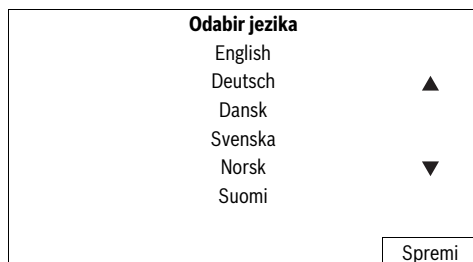 Odabir jezika
English
Deutsch
Dansk
Svenska
Norsk
Suomi
Spremi